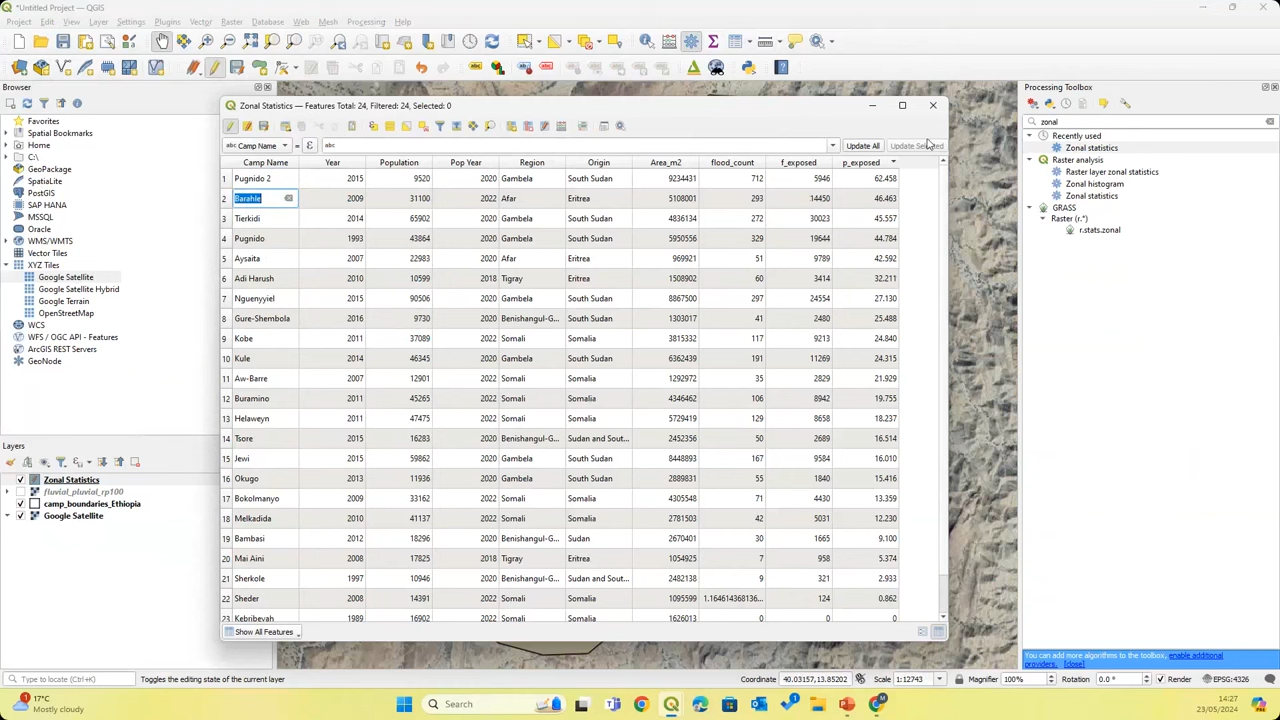 *Untitled Project — QGIS
Project Edit View Layer Settings Plugins Vector Raster Database Web Mesh Processing Help
Browser
Favorites
Spatial Bookmarks
Home
C:\
GeoPackage
SpatiaLite
PostGIS
SAP HANA
MSSQL
Oracle
WMS/WMTS
Vector Tiles
XYZ Tiles
Google Satellite
Google Satellite Hybrid
Google Terrain
OpenStreetMap
WCS
WFS / OGC API - Features
ArcGIS REST Servers
GeoNode
Layers
Zonal Statistics
fluvial_pluvial_rp100
camp_boundaries_Ethiopia
Google Satellite
Zonal Statistics — Features Total: 24, Filtered: 24, Selected: 0
abc Camp Name = ε abc Update All Update Selected
Camp Name Year Population Pop Year Region Origin Area_m2 flood_count f_exposed p_exposed
1 Pugnido 2 2015 9520 2020 Gambela South Sudan 9234431 712 5946 62.458
2 Barahle 2009 31100 2022 Afar Eritrea 5108001 293 14450 46.463
3 Tierkidi 2014 65902 2020 Gambela South Sudan 4836134 272 30023 45.557
4 Pugnido 1993 43864 2020 Gambela South Sudan 5950556 329 19644 44.784
5 Aysaita 2007 22983 2020 Afar Eritrea 969921 51 9789 42.592
6 Adi Harush 2010 10599 2018 Tigray Eritrea 1508902 60 3414 32.211
7 Nguenyyiel 2015 90506 2020 Gambela South Sudan 8867500 297 24554 27.130
8 Gure-Shembola 2016 9730 2020 Benishangul-G... South Sudan 1303017 41 2480 25.488
9 Kobe 2011 37089 2022 Somali Somalia 3815332 117 9213 24.840
10 Kule 2014 46345 2020 Gambela South Sudan 6362439 191 11269 24.315
11 Aw-Barre 2007 12901 2022 Somali Somalia 1292972 35 2829 21.929
12 Buramino 2011 45265 2022 Somali Somalia 4346462 106 8942 19.755
13 Helaweyn 2011 47475 2022 Somali Somalia 5729419 129 8658 18.237
14 Tsore 2015 16283 2020 Benishangul-G... Sudan and Sout... 2452356 50 2689 16.514
15 Jewi 2015 59862 2020 Gambela South Sudan 8448893 167 9584 16.010
16 Okugo 2013 11936 2020 Gambela South Sudan 2889831 55 1840 15.416
17 Bokolmanyo 2009 33162 2022 Somali Somalia 4305548 71 4430 13.359
18 Melkadida 2010 41137 2022 Somali Somalia 2781503 42 5031 12.230
19 Bambasi 2012 18296 2020 Benishangul-G... Sudan 2670401 30 1665 9.100
20 Mai Aini 2008 17825 2018 Tigray Eritrea 1054925 7 958 5.374
21 Sherkole 1997 10946 2020 Benishangul-G... Sudan and Sout... 2482138 9 321 2.933
22 Sheder 2008 14391 2022 Somali Somalia 1095599 1.164614368136... 124 0.862
23 Kebribeyah 1989 16902 2022 Somali Somalia 1626013 0 0 0
Show All Features
Processing Toolbox
zonal
Recently used
Zonal statistics
Raster analysis
Raster layer zonal statistics
Zonal histogram
Zonal statistics
GRASS
Raster (r.*)
r.stats.zonal
You can add more algorithms to the toolbox, enable additional
providers. [close]
Type to locate (Ctrl+K) Toggles the editing state of the current layer Coordinate 40.03157,13.85202 Scale 1:12743 Magnifier 100% Rotation 0.0 ° Render EPSG:4326
17°C
Mostly cloudy
Search
14:27
23/05/2024